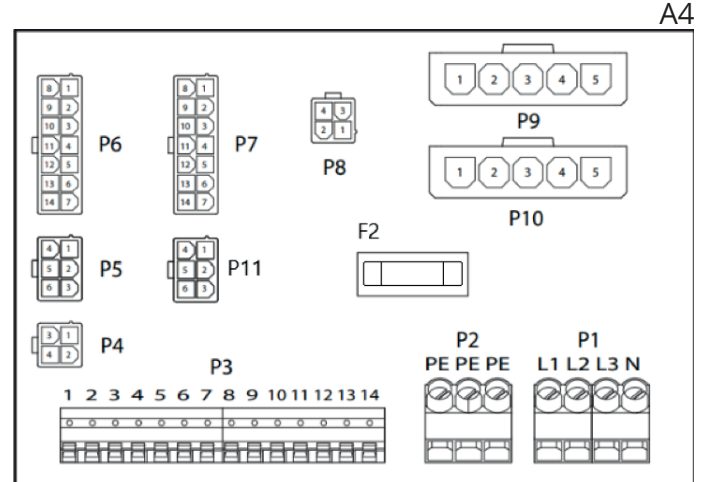 A4
8 1
9 2
10 3
11 4
12 5
13 6
14 7
P6
8 1
9 2
10 3
11 4
12 5
13 6
14 7
P7
4 3
2 1
P8
1 2 3 4 5
P9
1 2 3 4 5
P10
4 1
5 2
6 3
P5
4 1
5 2
6 3
P11
F2
3 1
4 2
P4
P3
1 2 3 4 5 6 7 8 9 10 11 12 13 14
P2
PE PE PE
P1
L1 L2 L3 N